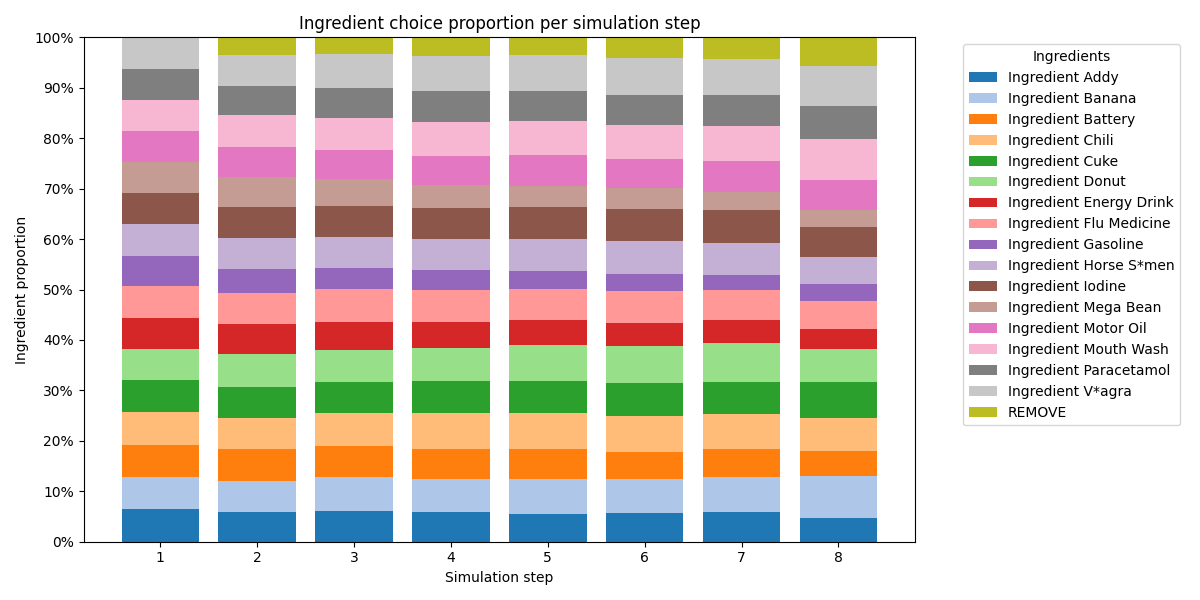 Ingredient choice proportion per simulation step
Ingredient proportion
100%
90%
80%
70%
60%
50%
40%
30%
20%
10%
0%
1 2 3 4 5 6 7 8
Simulation step
Ingredients
Ingredient Addy
Ingredient Banana
Ingredient Battery
Ingredient Chili
Ingredient Cuke
Ingredient Donut
Ingredient Energy Drink
Ingredient Flu Medicine
Ingredient Gasoline
Ingredient Horse S*men
Ingredient Iodine
Ingredient Mega Bean
Ingredient Motor Oil
Ingredient Mouth Wash
Ingredient Paracetamol
Ingredient V*agra
REMOVE